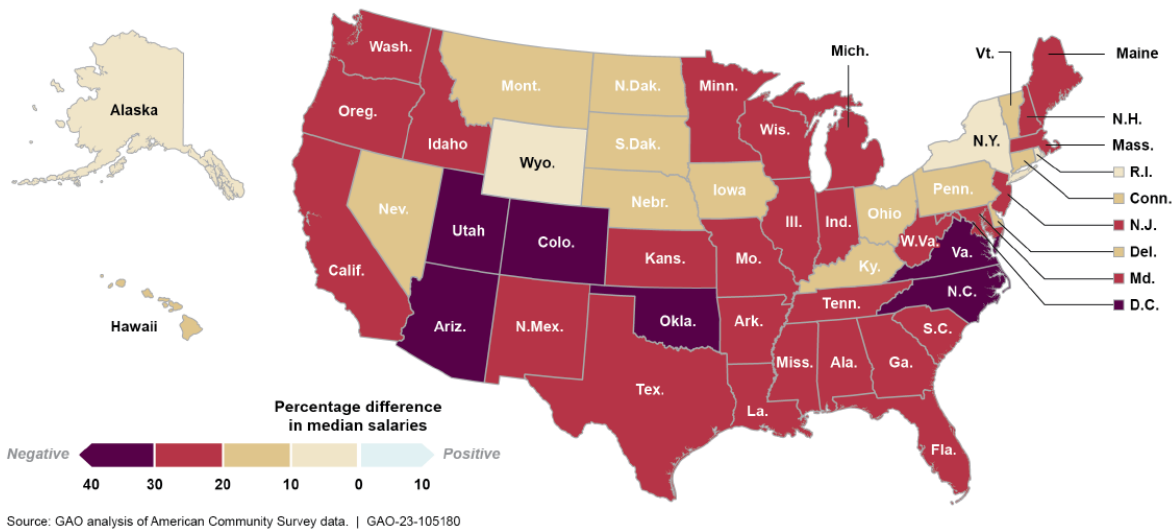 Alaska
Hawaii
Wash.
Oreg.
Calif.
Idaho
Nev.
Mont.
Wyo.
Utah
Ariz.
Colo.
N.Mex.
N.Dak.
S.Dak.
Nebr.
Kans.
Okla.
Tex.
Minn.
Iowa
Mo.
Ark.
La.
Wis.
Ill.
Mich.
Ind.
Ohio
Ky.
Tenn.
Miss.
Ala.
Ga.
Fla.
S.C.
N.C.
Va.
W.Va.
Penn.
N.Y.
Vt.
Maine
N.H.
Mass.
R.I.
Conn.
N.J.
Del.
Md.
D.C.
Percentage difference
in median salaries
Negative
Positive
40 30 20 10 0 10
Source: GAO analysis of American Community Survey data. | GAO-23-105180